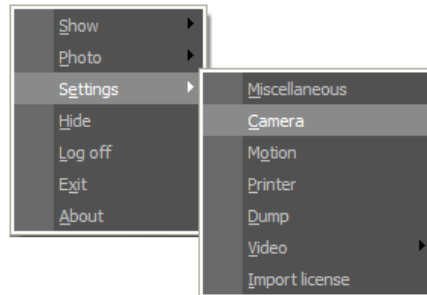 Show
Photo
Settings
Hide
Log off
Exit
About
Miscellaneous
Camera
Motion
Printer
Dump
Video
Import license